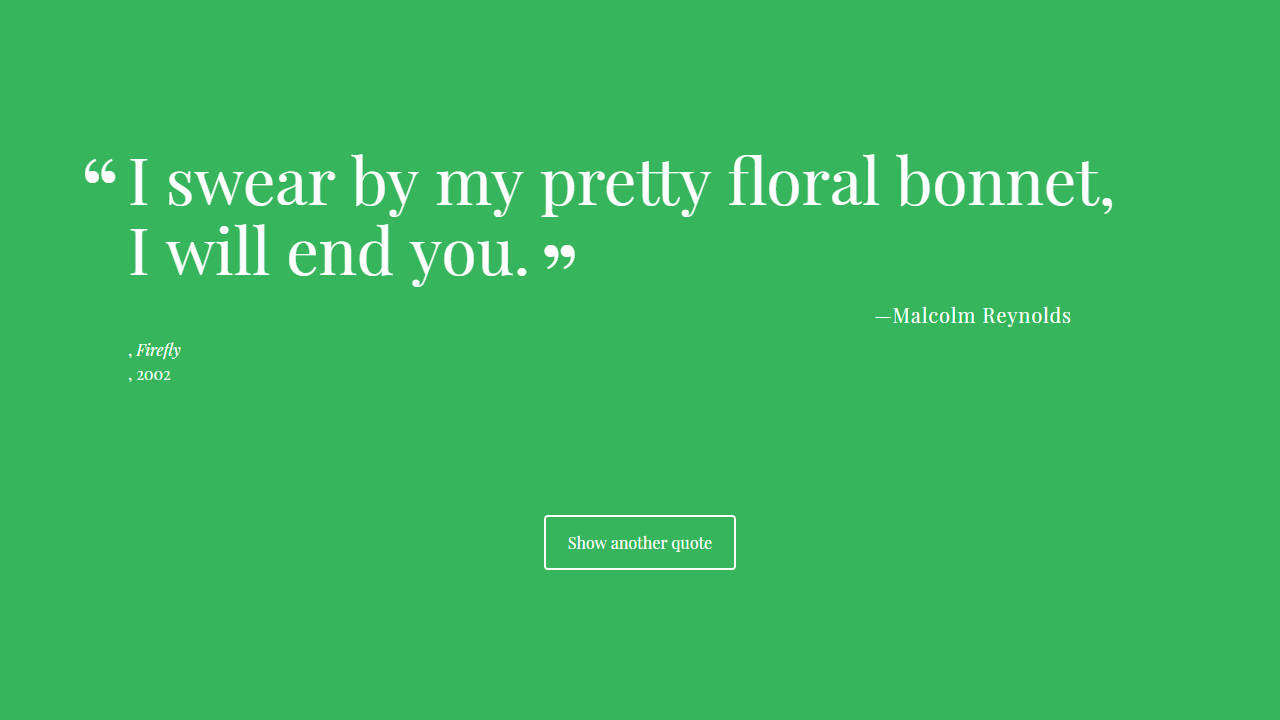 “ I swear by my pretty floral bonnet,
I will end you. ”
—Malcolm Reynolds
, Firefly
, 2002
Show another quote